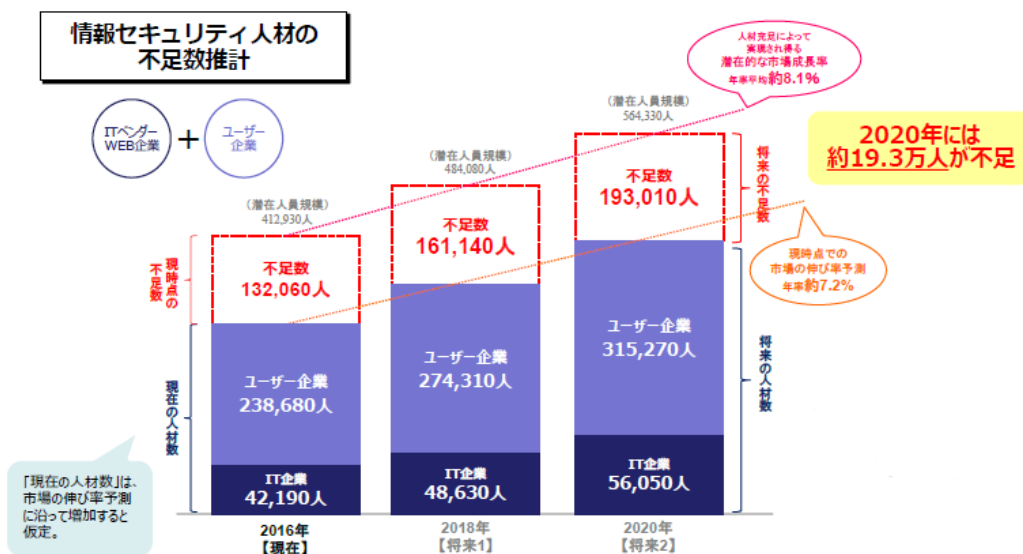 情報セキュリティ人材の
不足数推計
ITベンダー
WEB企業
+
ユーザー
企業
人材充足によって
実現され得る
潜在的な市場成長率
年率平均約8.1%
2020年には
約19.3万人が不足
現時点での
市場の伸び率予測
年率約7.2%
(潜在人員規模)
412,930人
不足数
132,060人
ユーザー企業
238,680人
IT企業
42,190人
2016年
【現在】
(潜在人員規模)
484,080人
不足数
161,140人
ユーザー企業
274,310人
IT企業
48,630人
2018年
【将来1】
(潜在人員規模)
564,330人
不足数
193,010人
ユーザー企業
315,270人
IT企業
56,050人
2020年
【将来2】
現時点の
不足数
現在の人材数
将来の不足数
将来の人材数
「現在の人材数」は、
市場の伸び率予測
に沿って増加すると
仮定。